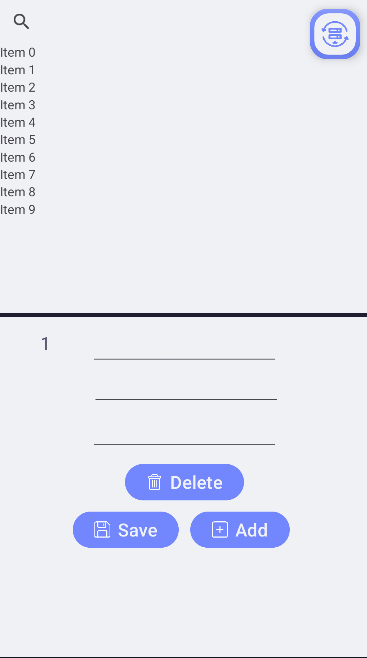 Item 0
Item 1
Item 2
Item 3
Item 4
Item 5
Item 6
Item 7
Item 8
Item 9
1
Delete
Save
Add